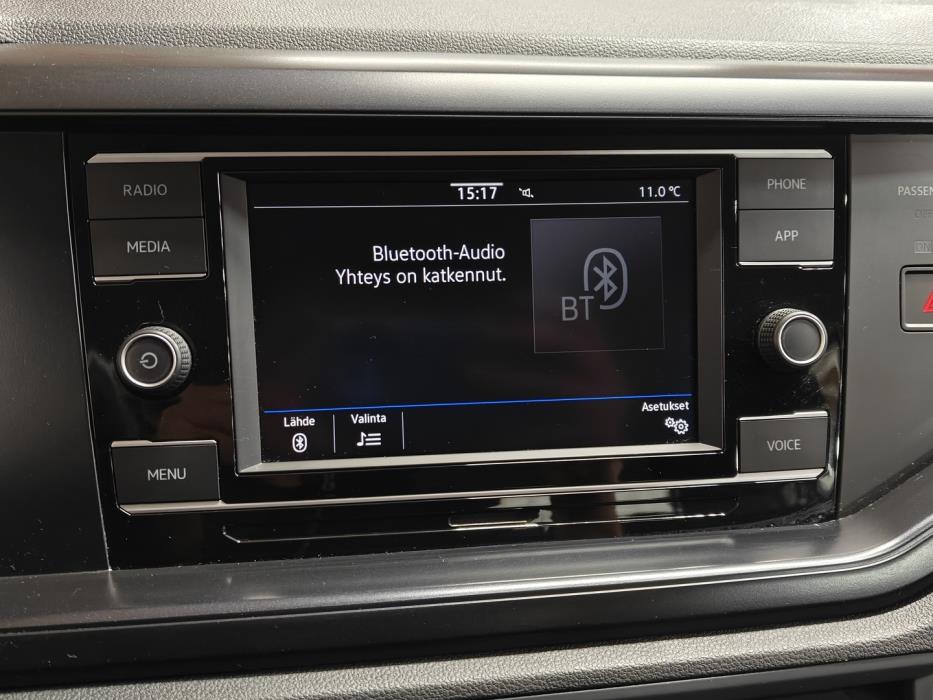 RADIO
MEDIA
MENU
15:17
11.0 °C
Bluetooth-Audio
Yhteys on katkennut.
BT
Lähde
Valinta
Asetukset
PHONE
APP
VOICE